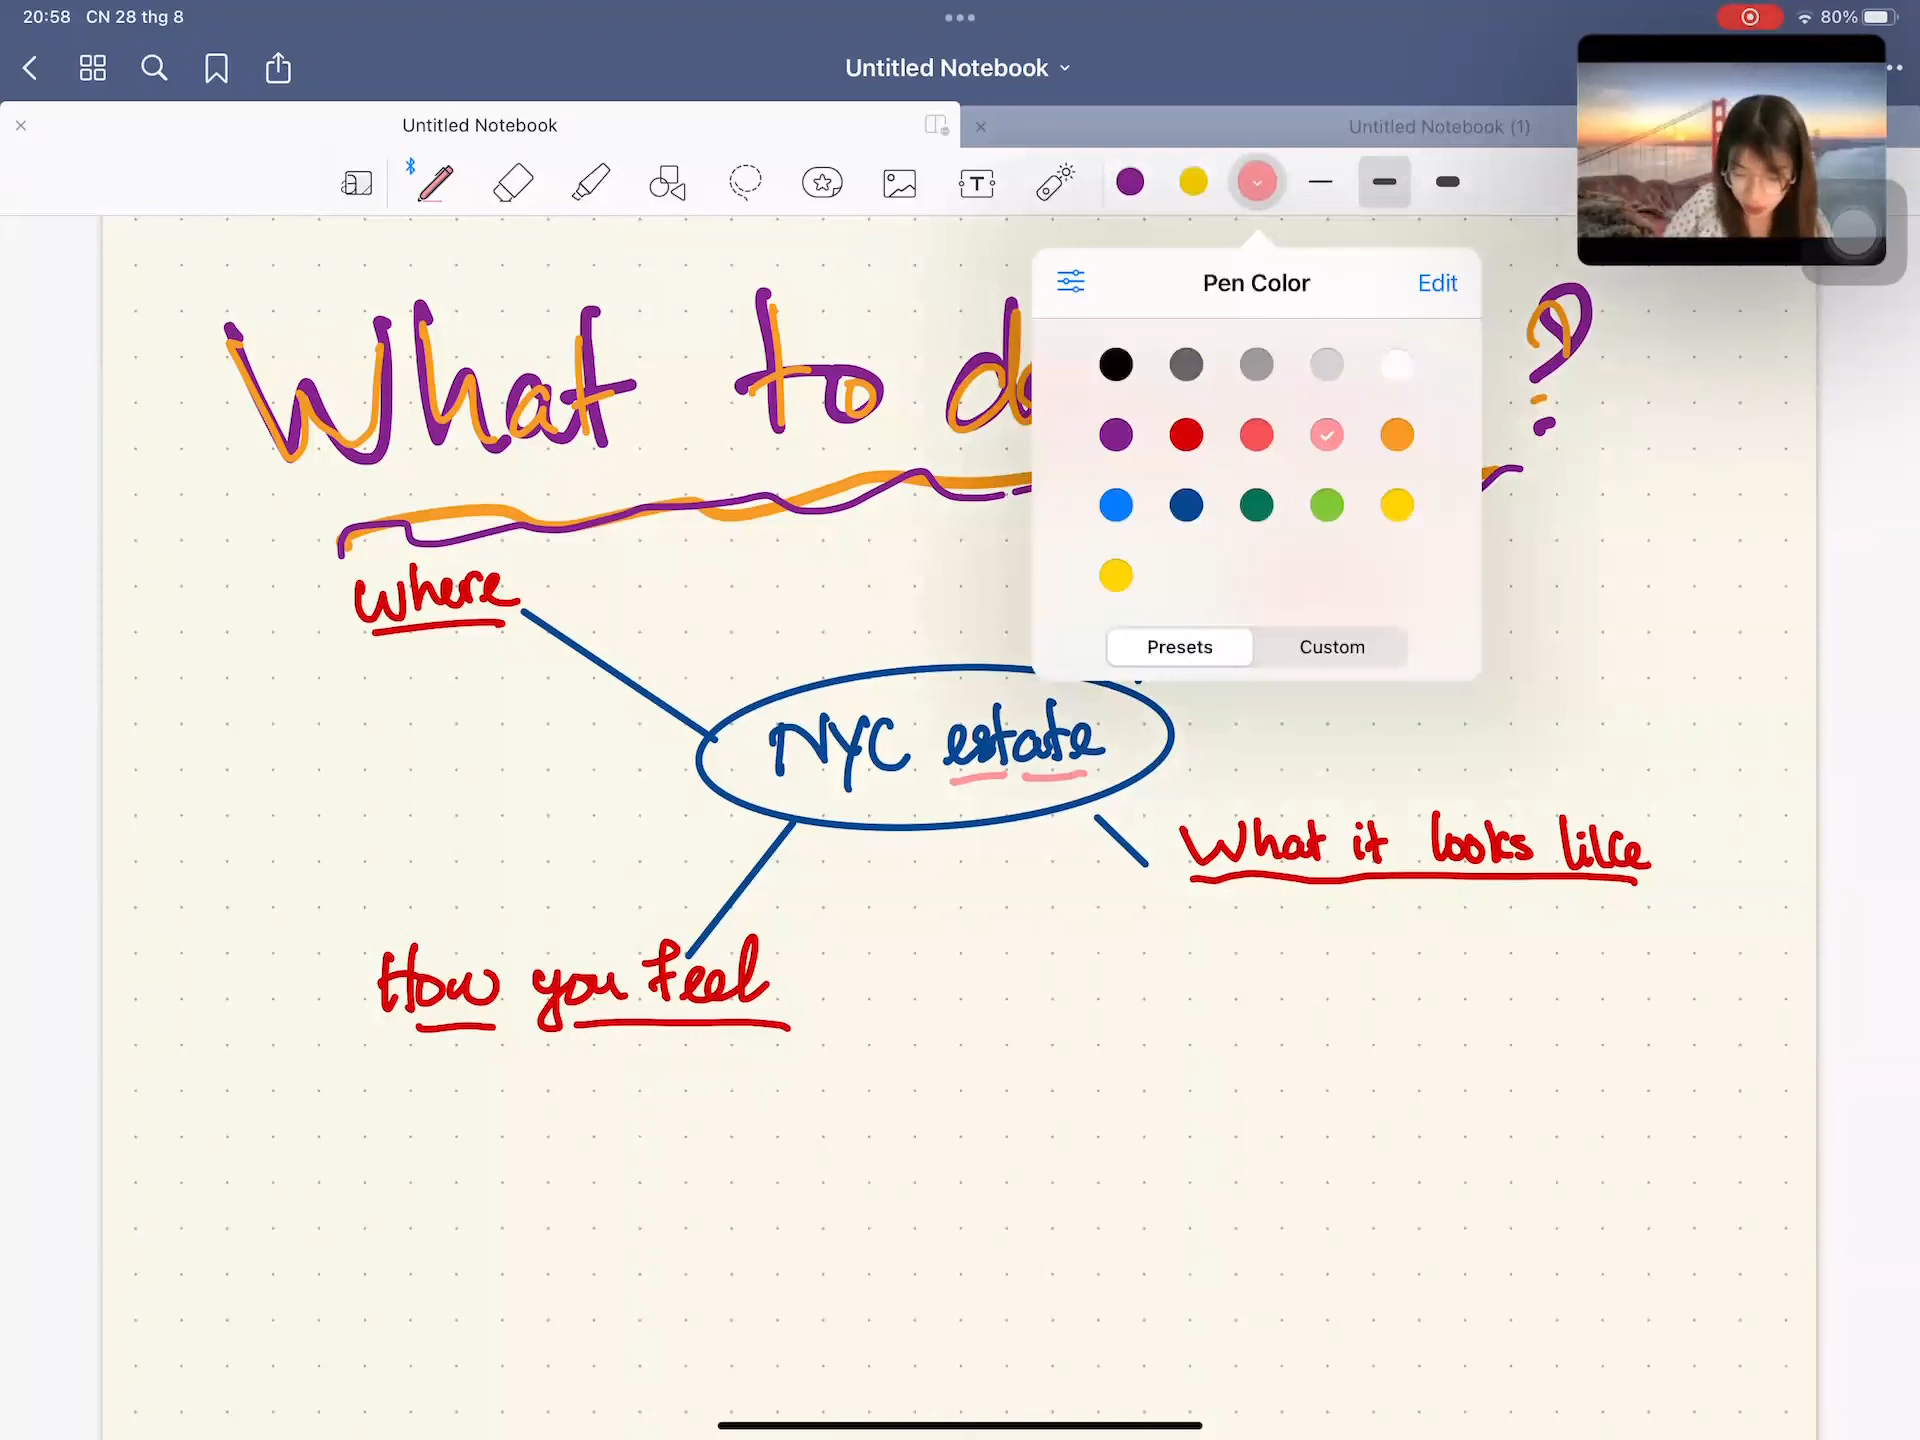 20:58 CN 28 thg 8
80%
Untitled Notebook
Untitled Notebook
Untitled Notebook (1)
Pen Color
Edit
What to do ?
Presets
Custom
where
NYC estate
What it looks like
How you feel